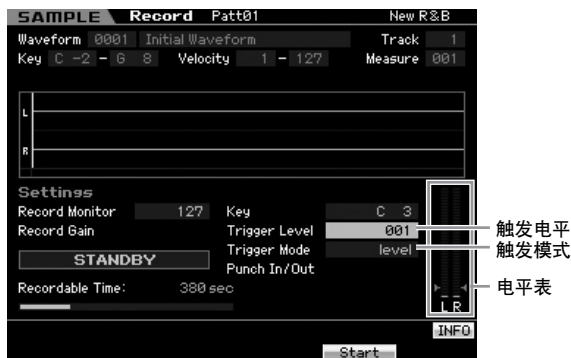 SAMPLE Record Patt01 New R&B
Waveform 0001 Initial Waveform Track 1
Key C -2 - G 8 Velocity 1 - 127 Measure 001
L
R
Settings
Record Monitor 127 Key C 3
Record Gain Trigger Level 001 触发电平
Trigger Mode level 触发模式
STANDBY Punch In/Out
Recordable Time: 380 sec 电平表
L R
INFO
Start